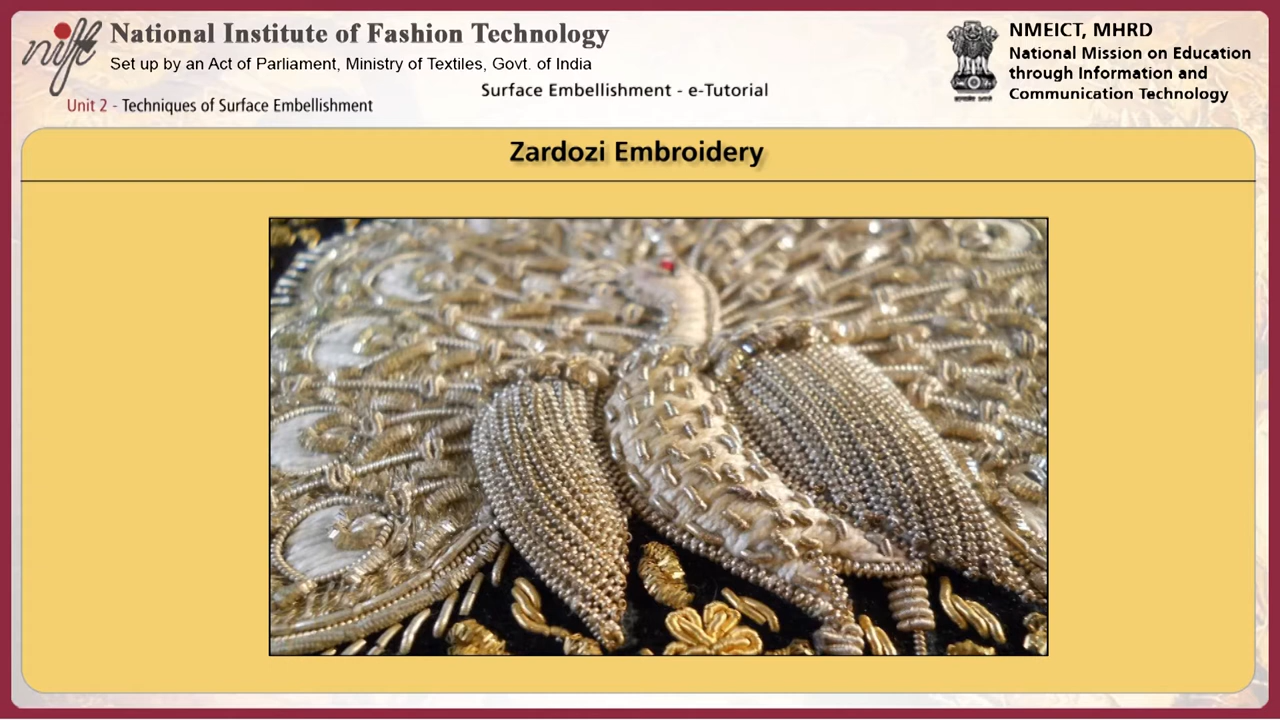 nift
National Institute of Fashion Technology
Set up by an Act of Parliament, Ministry of Textiles, Govt. of India
Unit 2 - Techniques of Surface Embellishment
Surface Embellishment - e-Tutorial
NMEICT, MHRD
National Mission on Education
through Information and
Communication Technology
Zardozi Embroidery